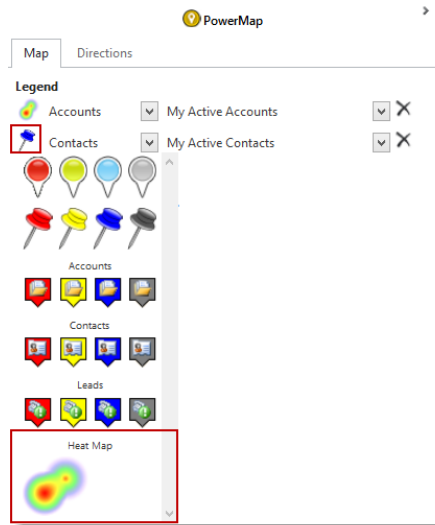 PowerMap
Map Directions
Legend
Accounts My Active Accounts
Contacts My Active Contacts
Accounts
Contacts
Leads
Heat Map